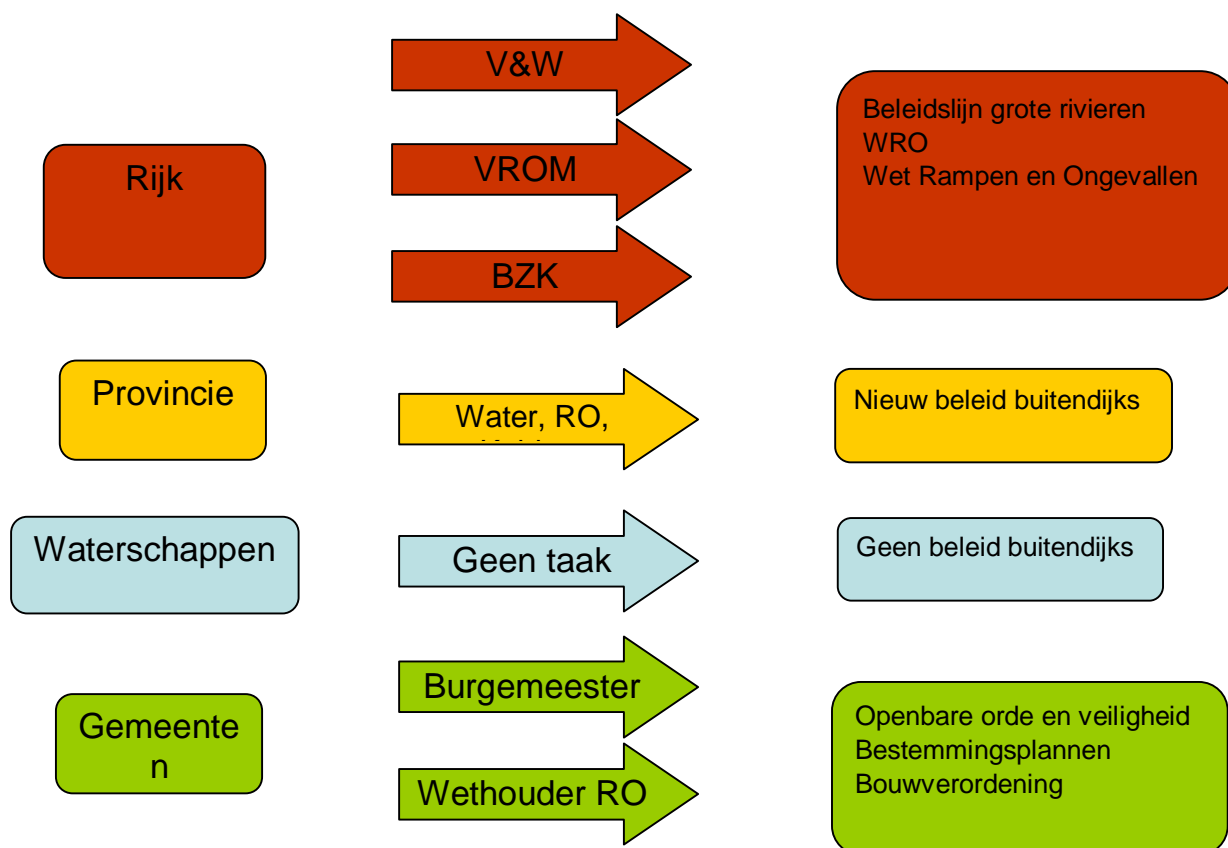 Rijk
V&W
VROM
BZK
Beleidslijn grote rivieren
WRO
Wet Rampen en Ongevallen
Provincie
Water, RO,
Nieuw beleid buitendijks
Waterschappen
Geen taak
Geen beleid buitendijks
Gemeente
n
Burgemeester
Wethouder RO
Openbare orde en veiligheid
Bestemmingsplannen
Bouwverordening